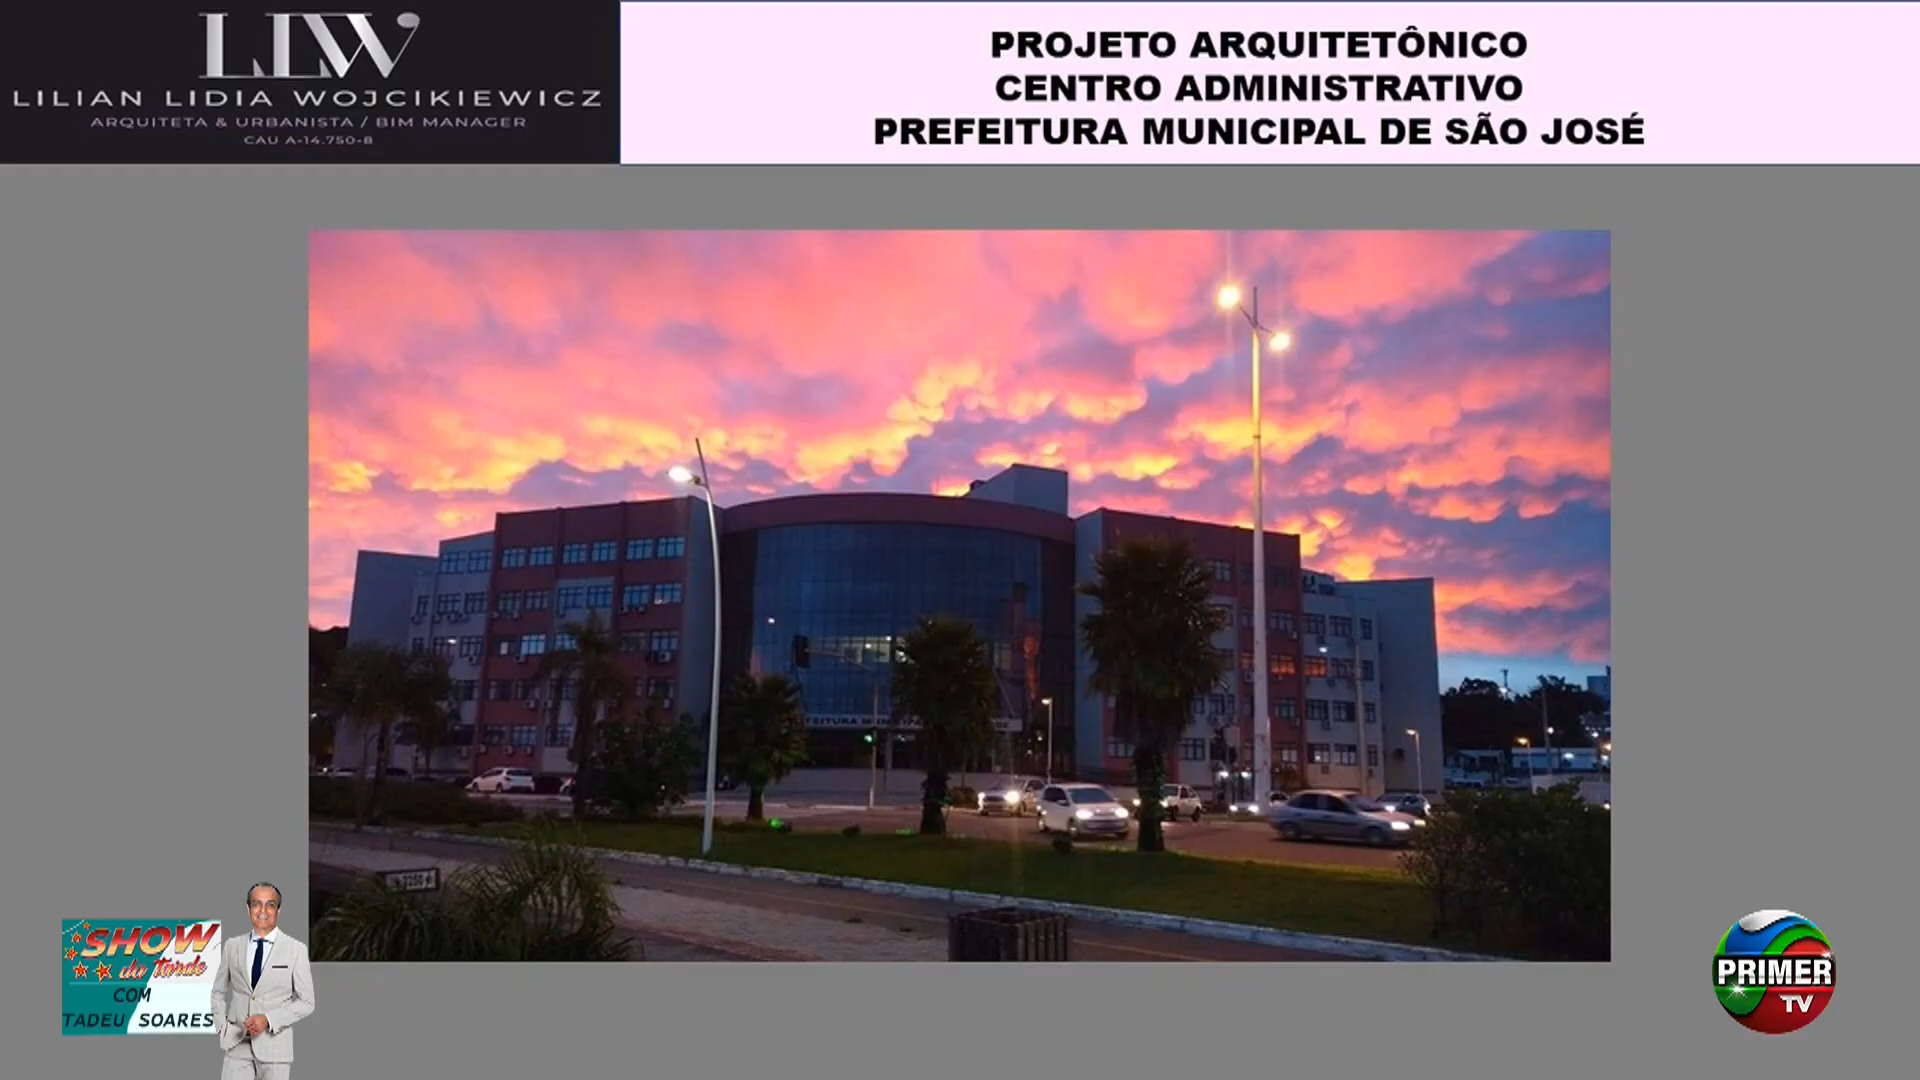 LLW
LILIAN LIDIA WOJCIKIEWICZ
ARQUITETA & URBANISTA / BIM MANAGER
CAU A-14.750-8
PROJETO ARQUITETÔNICO
CENTRO ADMINISTRATIVO
PREFEITURA MUNICIPAL DE SÃO JOSÉ
SHOW
da Tarde
COM
TADEU SOARES
PRIMER
TV